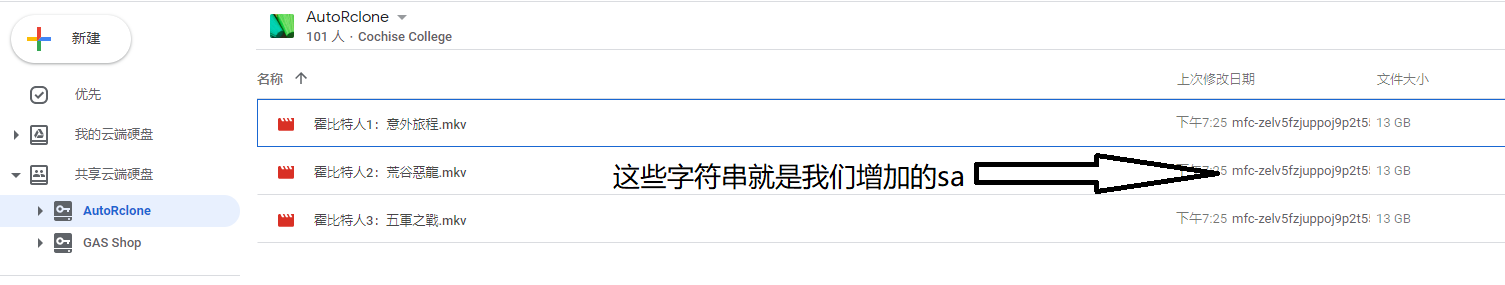 AutoRclone
101 人 · Cochise College
新建
优先
我的云端硬盘
共享云端硬盘
AutoRclone
GAS Shop
名称 上次修改日期 文件大小
霍比特人1：意外旅程.mkv 下午7:25 mfc-zelv5fzjuppoj9p2t5 13 GB
霍比特人2：荒谷惡龍.mkv 下午7:25 mfc-zelv5fzjuppoj9p2t5 13 GB
这些字符串就是我们增加的sa
霍比特人3：五軍之戰.mkv 下午7:25 mfc-zelv5fzjuppoj9p2t5 13 GB